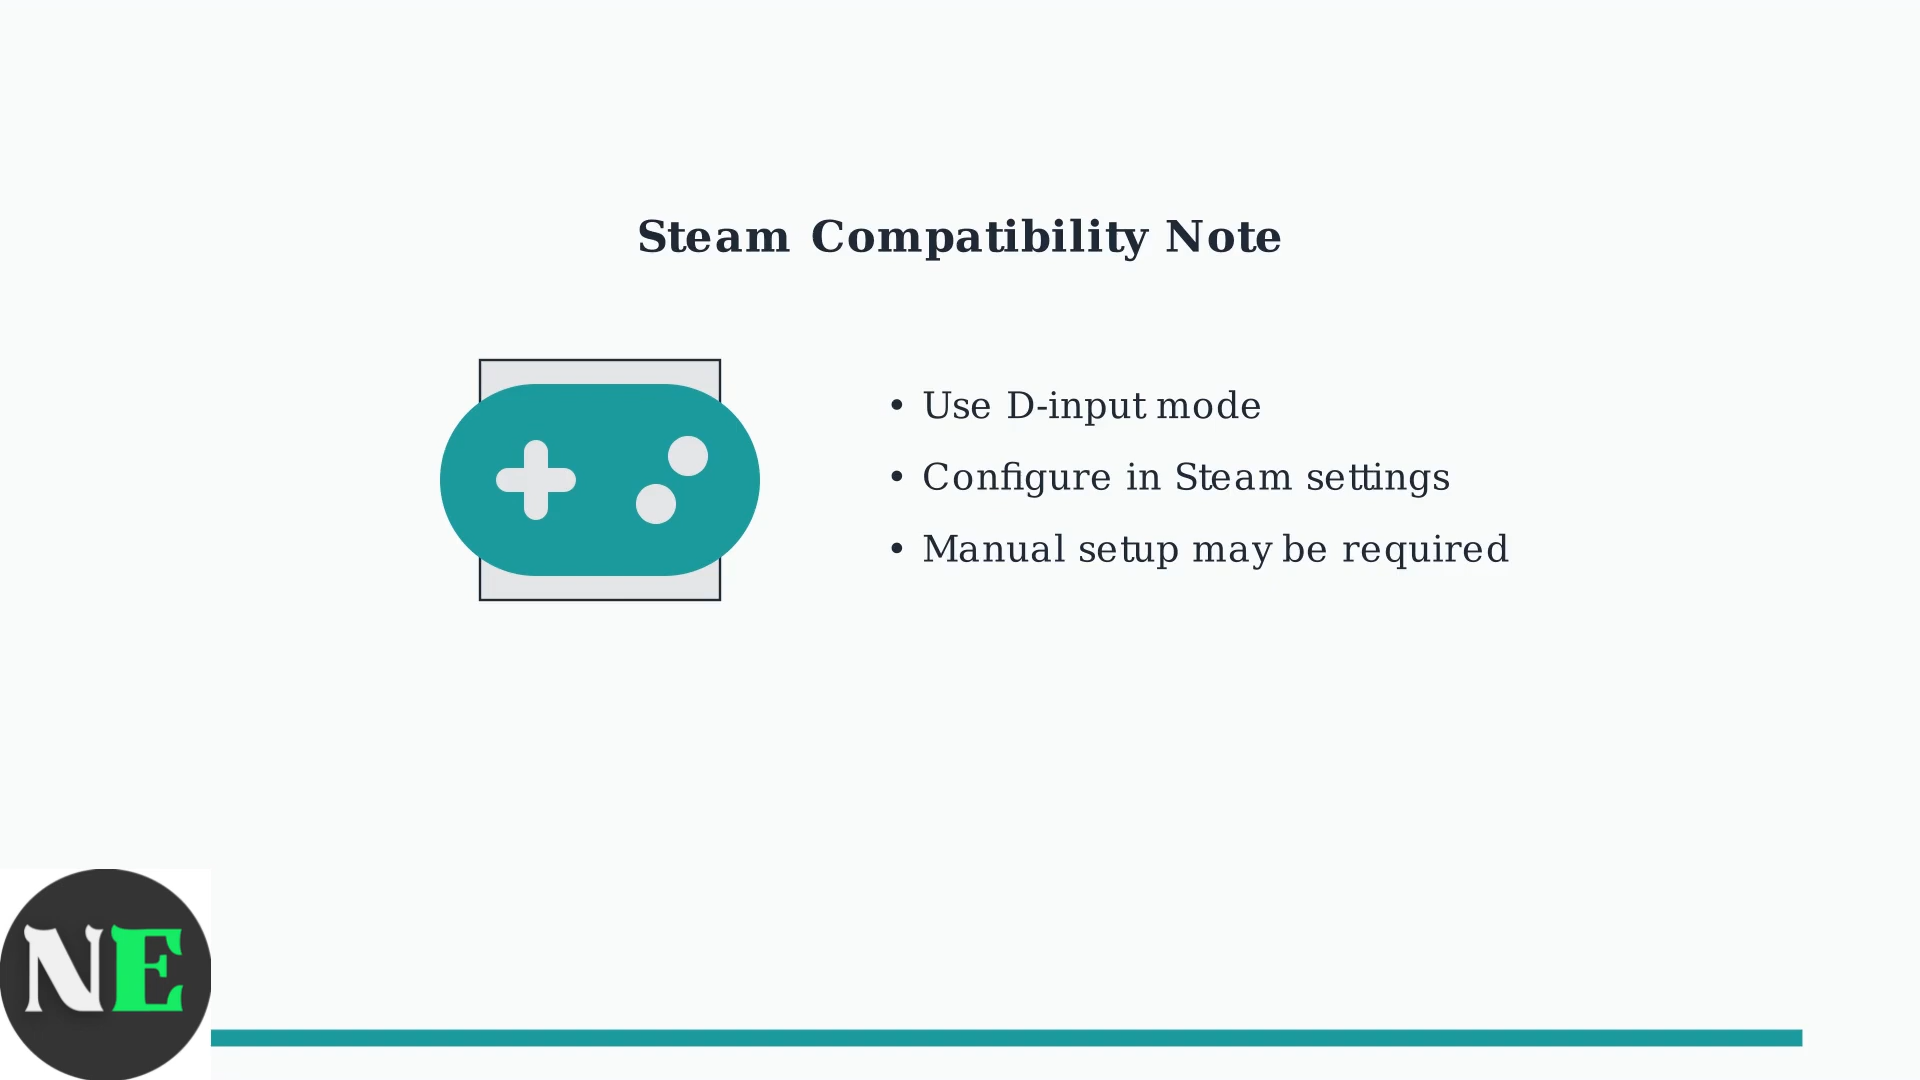 Steam Compatibility Note
• Use D-input mode
• Configure in Steam settings
• Manual setup may be required
NE